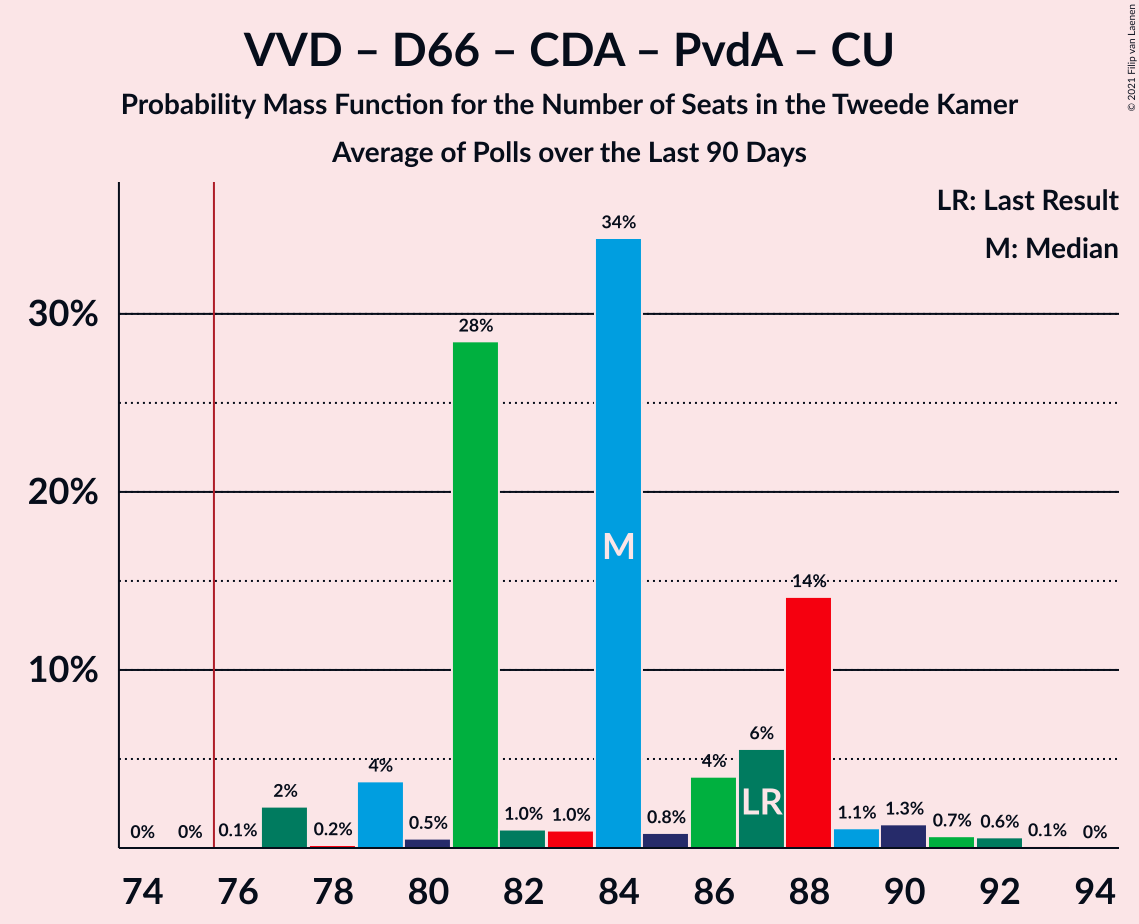 VVD – D66 – CDA – PvdA – CU
Probability Mass Function for the Number of Seats in the Tweede Kamer
Average of Polls over the Last 90 Days
© 2021 Filip van Laenen
LR: Last Result
M: Median
30%
20%
10%
0%
0%
0.1%
2%
0.2%
4%
0.5%
28%
1.0%
1.0%
34%
0.8%
4%
6%
14%
1.1%
1.3%
0.7%
0.6%
0.1%
0%
M
LR
74 76 78 80 82 84 86 88 90 92 94